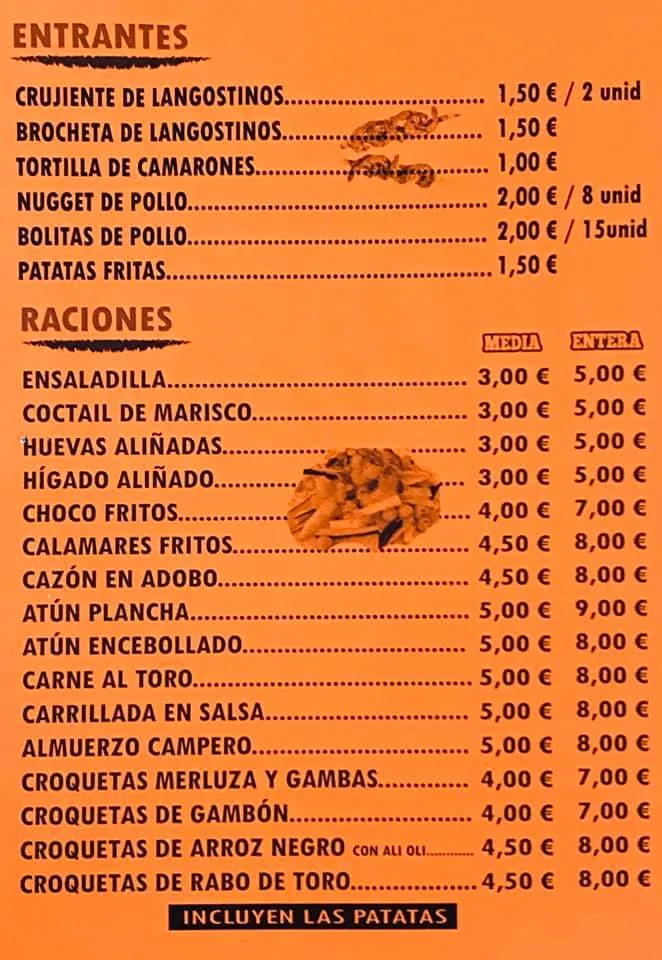 ENTRANTES
CRUJIENTE DE LANGOSTINOS................................ 1,50 € / 2 unid
BROCHETA DE LANGOSTINOS................................ 1,50 €
TORTILLA DE CAMARONES..................................... 1,00 €
NUGGET DE POLLO................................................ 2,00 € / 8 unid
BOLITAS DE POLLO................................................ 2,00 € / 15unid
PATATAS FRITAS.................................................... 1,50 €
RACIONES
MEDIA ENTERA
ENSALADILLA................................................ 3,00 € 5,00 €
COCTAIL DE MARISCO.................................. 3,00 € 5,00 €
HUEVAS ALIÑADAS....................................... 3,00 € 5,00 €
HÍGADO ALIÑADO........................................ 3,00 € 5,00 €
CHOCO FRITOS.............................................. 4,00 € 7,00 €
CALAMARES FRITOS..................................... 4,50 € 8,00 €
CAZÓN EN ADOBO........................................ 4,50 € 8,00 €
ATÚN PLANCHA............................................ 5,00 € 9,00 €
ATÚN ENCEBOLLADO.................................... 5,00 € 8,00 €
CARNE AL TORO............................................ 5,00 € 8,00 €
CARRILLADA EN SALSA................................ 5,00 € 8,00 €
ALMUERZO CAMPERO.................................. 5,00 € 8,00 €
CROQUETAS MERLUZA Y GAMBAS.............. 4,00 € 7,00 €
CROQUETAS DE GAMBÓN............................ 4,00 € 7,00 €
CROQUETAS DE ARROZ NEGRO CON ALI OLI............ 4,50 € 8,00 €
CROQUETAS DE RABO DE TORO................... 4,50 € 8,00 €
INCLUYEN LAS PATATAS